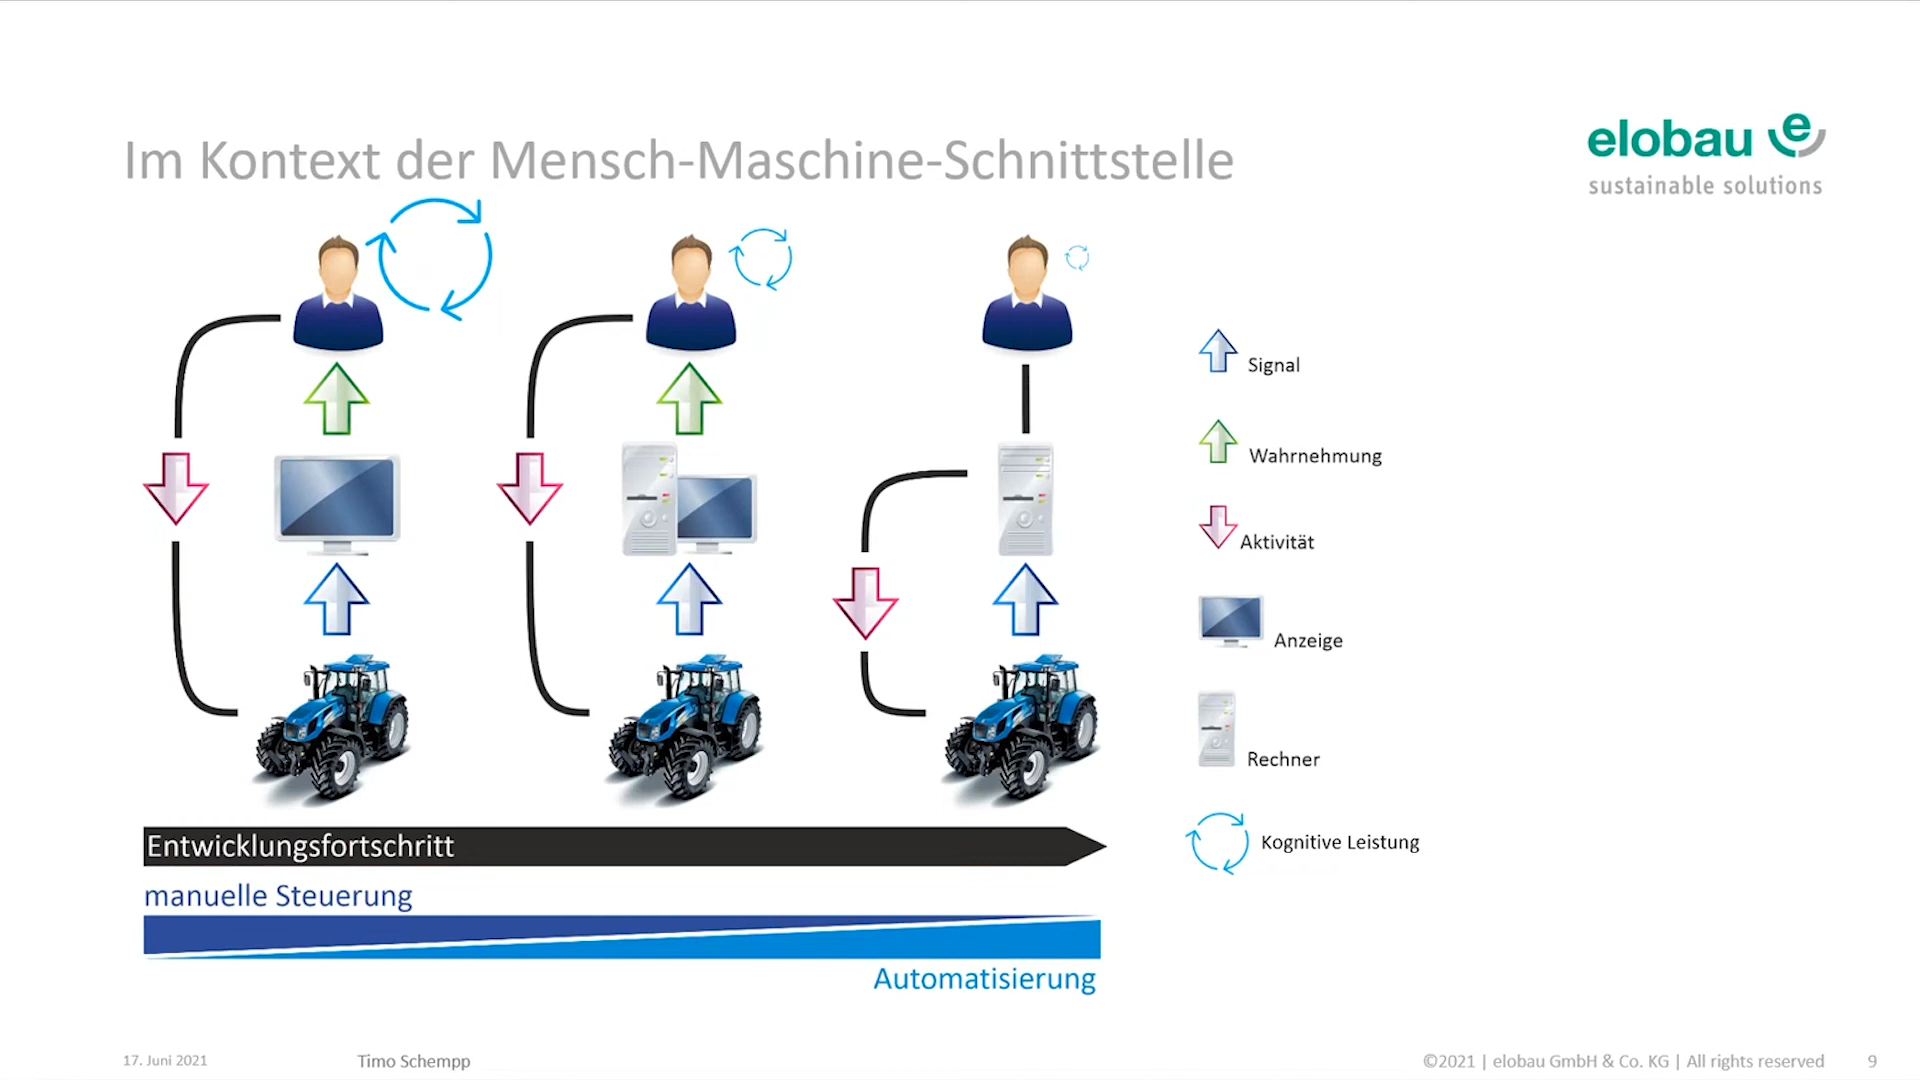 Im Kontext der Mensch-Maschine-Schnittstelle
elobau e
sustainable solutions
Signal
Wahrnehmung
Aktivität
Anzeige
Rechner
Kognitive Leistung
Entwicklungsfortschritt
manuelle Steuerung
Automatisierung
17. Juni 2021
Timo Schempp
©2021 | elobau GmbH & Co. KG | All rights reserved
9